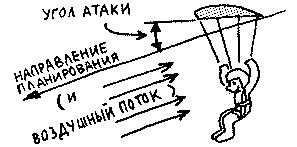 УГОЛ АТАКИ
НАПРАВЛЕНИЕ
ПЛАНИРОВАНИЯ
(И
ВОЗДУШНЫЙ ПОТОК)